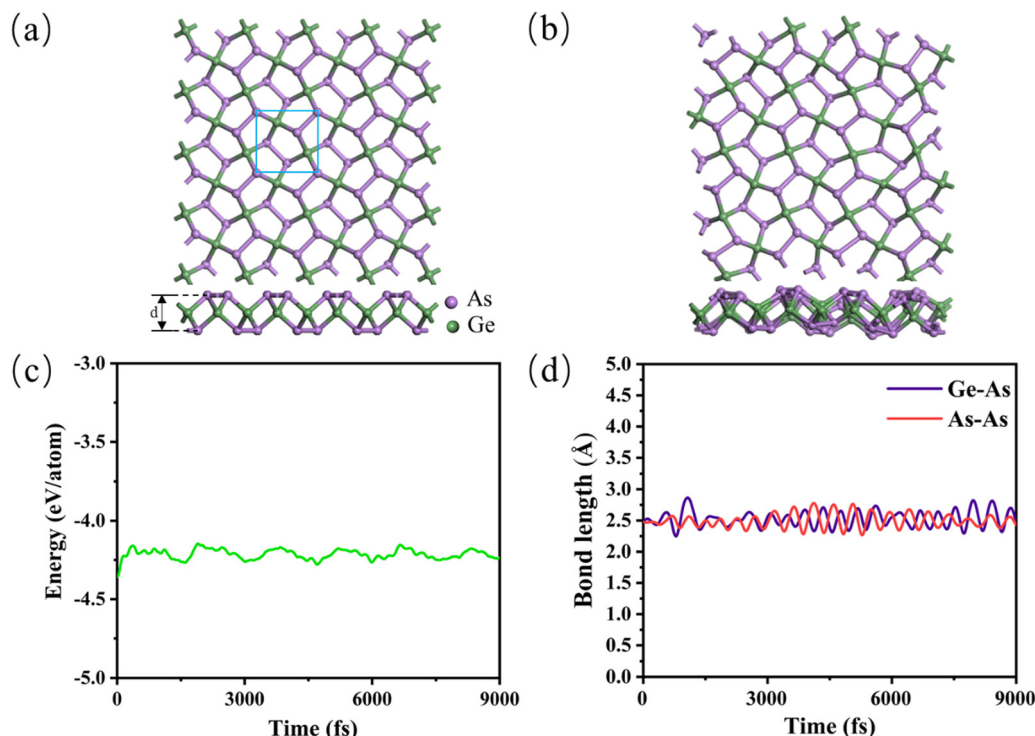 (a)
(b)
d
As
Ge
(c)
-3.0
-3.5
-4.0
-4.5
-5.0
Energy (eV/atom)
0
3000
6000
9000
Time (fs)
(d)
5.0
4.5
4.0
3.5
3.0
2.5
2.0
1.5
1.0
0.5
0.0
Bond length (Å)
Ge-As
As-As
0
3000
6000
9000
Time (fs)